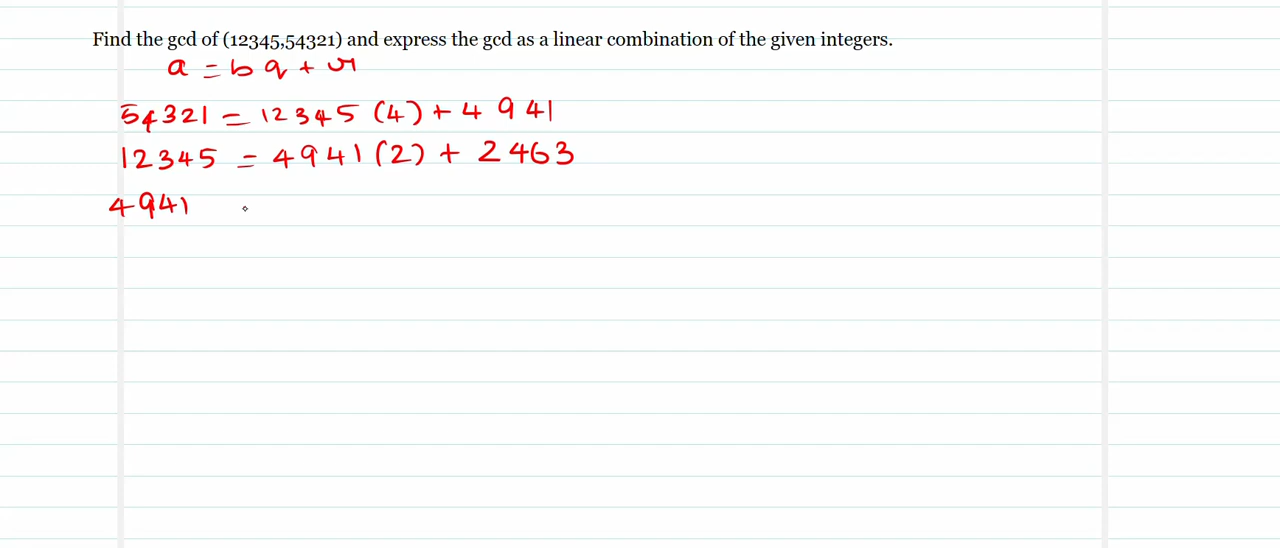 Find the gcd of (12345,54321) and express the gcd as a linear combination of the given integers.
a = bq + r
54321 = 12345 (4) + 4941
12345 = 4941 (2) + 2463
4941